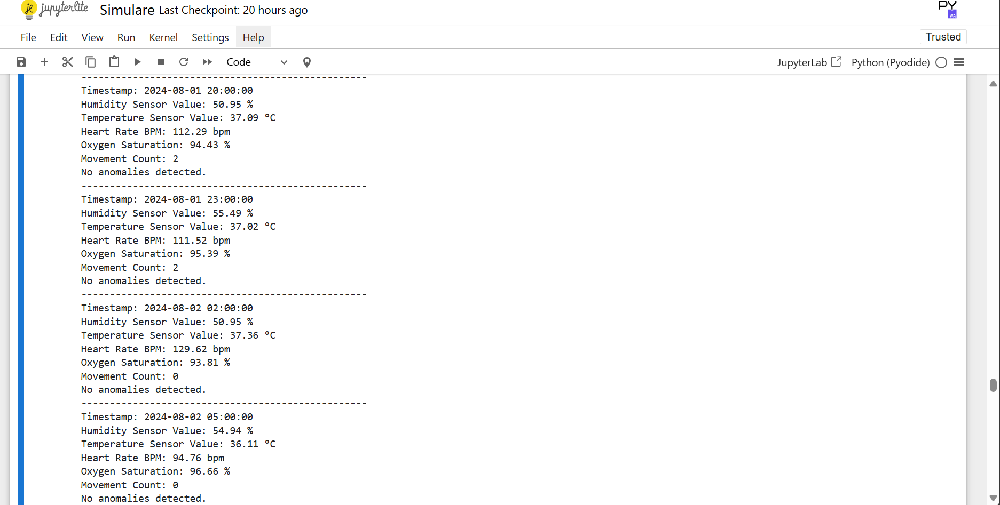 jupyterlite Simulare Last Checkpoint: 20 hours ago
PY
WA
File Edit View Run Kernel Settings Help
Trusted
Code
JupyterLab Python (Pyodide)
--------------------------------------------------
Timestamp: 2024-08-01 20:00:00
Humidity Sensor Value: 50.95 %
Temperature Sensor Value: 37.09 °C
Heart Rate BPM: 112.29 bpm
Oxygen Saturation: 94.43 %
Movement Count: 2
No anomalies detected.
--------------------------------------------------
Timestamp: 2024-08-01 23:00:00
Humidity Sensor Value: 55.49 %
Temperature Sensor Value: 37.02 °C
Heart Rate BPM: 111.52 bpm
Oxygen Saturation: 95.39 %
Movement Count: 2
No anomalies detected.
--------------------------------------------------
Timestamp: 2024-08-02 02:00:00
Humidity Sensor Value: 50.95 %
Temperature Sensor Value: 37.36 °C
Heart Rate BPM: 129.62 bpm
Oxygen Saturation: 93.81 %
Movement Count: 0
No anomalies detected.
--------------------------------------------------
Timestamp: 2024-08-02 05:00:00
Humidity Sensor Value: 54.94 %
Temperature Sensor Value: 36.11 °C
Heart Rate BPM: 94.76 bpm
Oxygen Saturation: 96.66 %
Movement Count: 0
No anomalies detected.